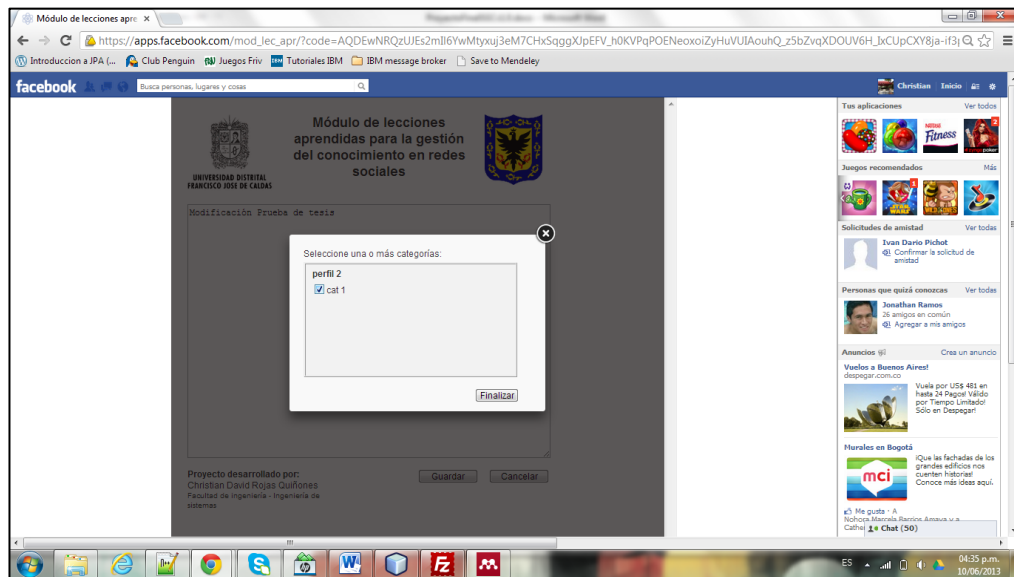 Módulo de lecciones apre
https://apps.facebook.com/mod_lec_apr/?code=AQDEwNRQzUJEs2mIl6YwMtyxuj3eM7CHxSqggXJpEFV_h0KVPqPOENeoxoiZyHuVUIAouhQ_z5bZvqXDOUV6H_IxCUpCXY8ja-if3j
Introduccion a JPA (... Club Penguin Juegos Friv Tutoriales IBM IBM message broker Save to Mendeley
facebook Busca personas, lugares y cosas Christian Inicio
Módulo de lecciones
aprendidas para la gestión
del conocimiento en redes
sociales
UNIVERSIDAD DISTRITAL
FRANCISCO JOSE DE CALDAS
Modificación Prueba de tesis
Seleccione una o más categorías:
perfil 2
cat 1
Finalizar
Proyecto desarrollado por:
Christian David Rojas Quiñones
Facultad de Ingeniería - Ingeniería de
sistemas
Guardar Cancelar
Tus aplicaciones Ver todos
Fitness
poker
2
Juegos recomendados Más
1
STAR WARS
Solicitudes de amistad Ver todas
Ivan Dario Pichot
Confirmar la solicitud de
amistad
Personas que quizá conozcas Ver todas
Jonathan Ramos
26 amigos en común
Agregar a mis amigos
Anuncios Crea un anuncio
Vuelos a Buenos Aires!
despegar.com.co
Vuela por US$ 481 en
hasta 24 Pagos! Válido
por Tiempo Limitado!
Sólo en Despegar!
Murales en Bogotá
mci
¡Que las fachadas de los
grandes edificios nos
cuenten historias!
Conoce más ideas aquí.
Me gusta · A
Nohora Marcela Barrios Amaya y a
Cathe
Chat (50)
ES 04:35 p.m.
10/06/2013